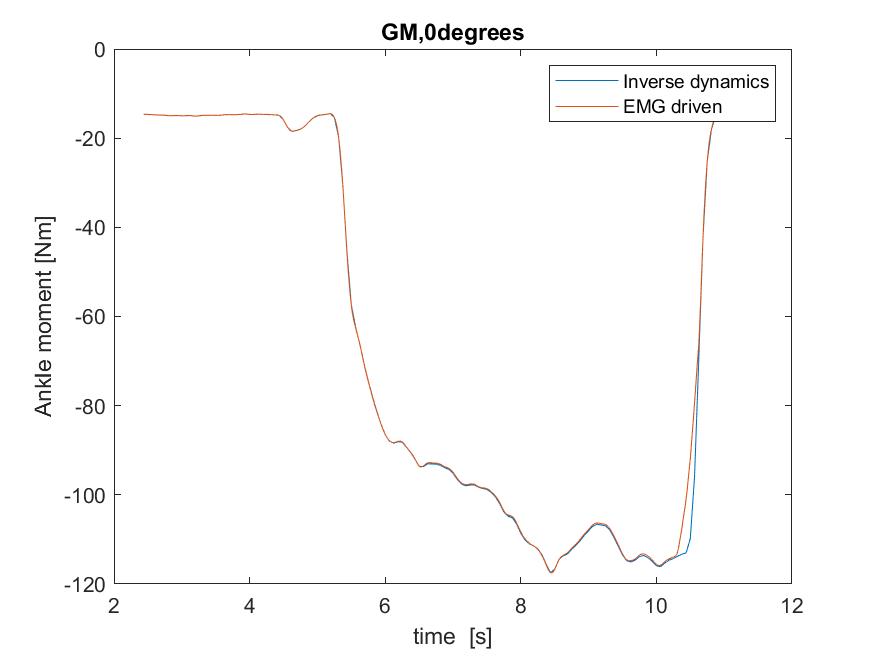 GM,0degrees
Inverse dynamics
EMG driven
Ankle moment [Nm]
0
-20
-40
-60
-80
-100
-120
2 4 6 8 10 12
time [s]